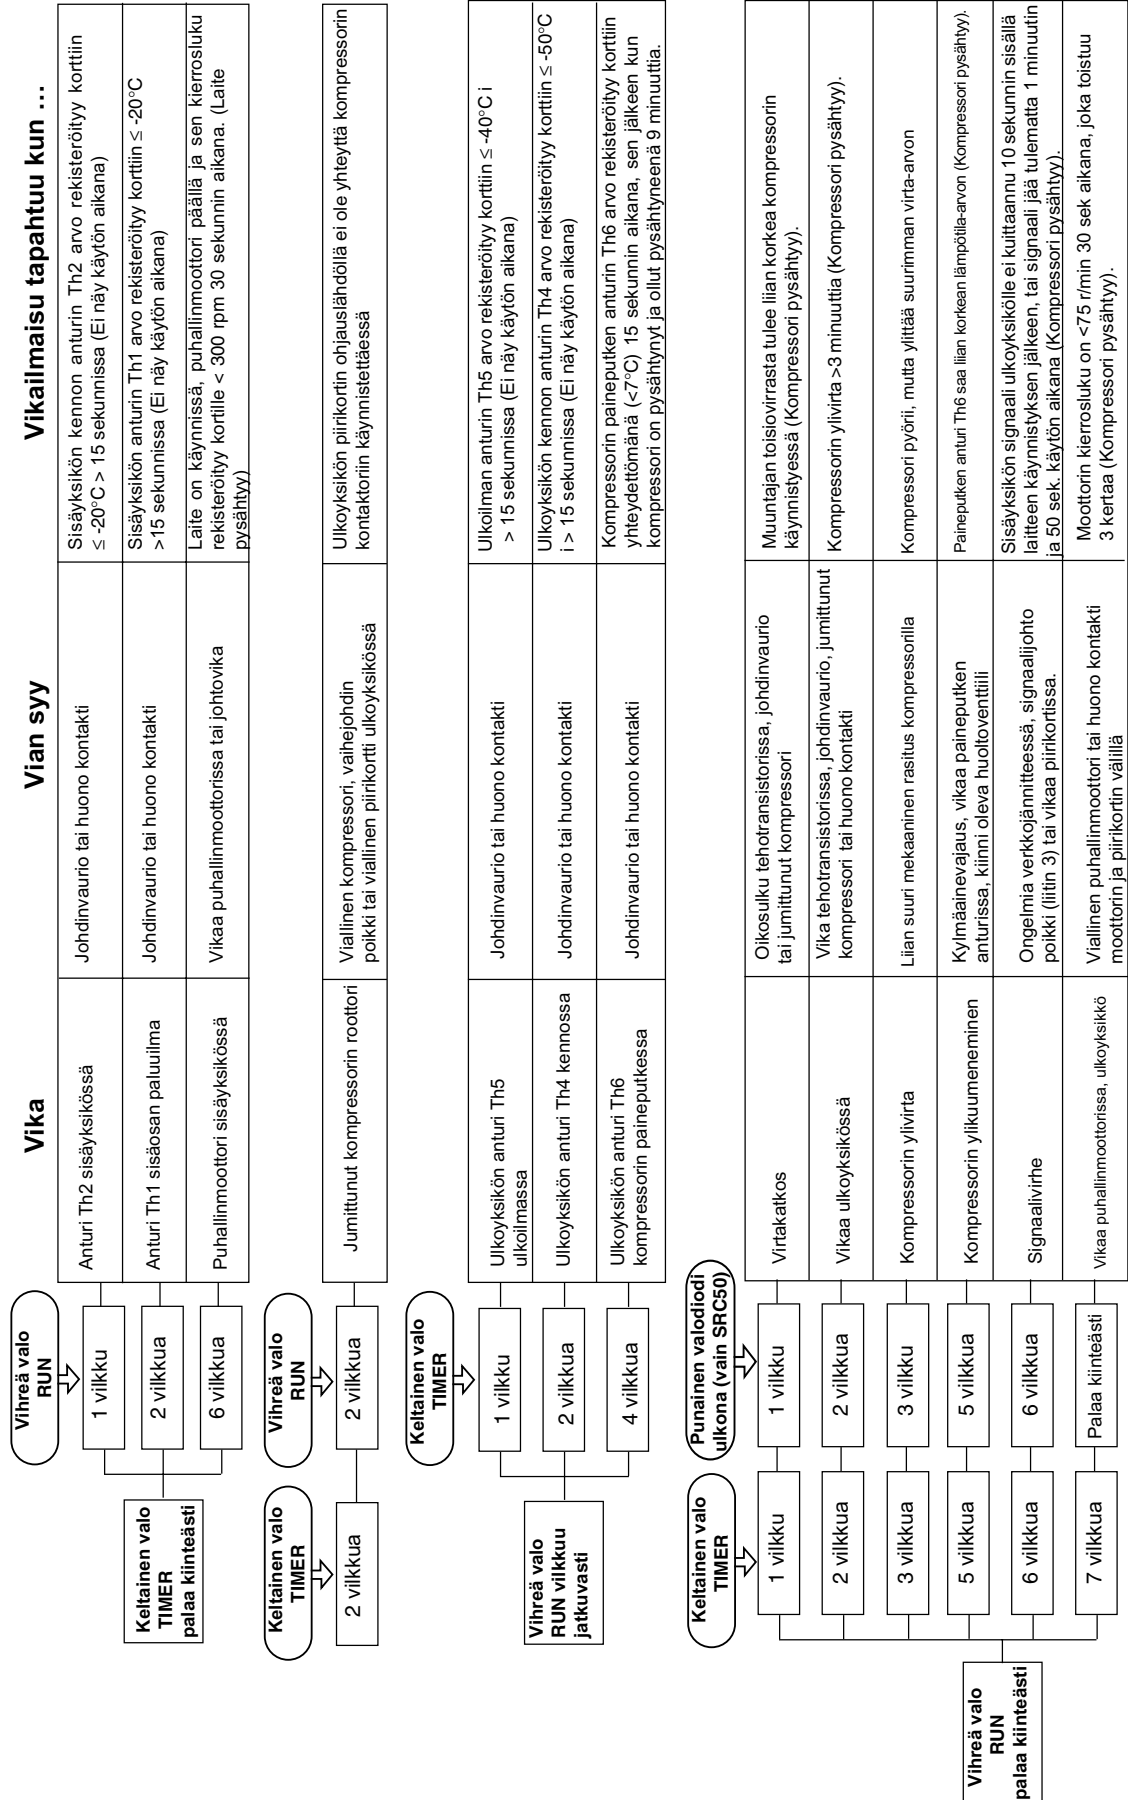 Vika
Vian syy
Vikailmaisu tapahtuu kun ...
Vihreä valo
RUN
Keltainen valo
TIMER
palaa kiinteästi
1 vilkku
Anturi Th2 sisäyksikössä
Johdinvaurio tai huono kontakti
Sisäyksikön kennon anturin Th2 arvo rekisteröityy korttiin
≤ -20°C > 15 sekunnissa (Ei näy käytön aikana)
2 vilkkua
Anturi Th1 sisäosan paluuilma
Johdinvaurio tai huono kontakti
Sisäyksikön anturin Th1 arvo rekisteröityy korttiin ≤ -20°C
>15 sekunnissa (Ei näy käytön aikana)
6 vilkkua
Puhallinmoottori sisäyksikössä
Vikaa puhallinmoottorissa tai johtovika
Laite on käynnissä, puhallinmoottori päällä ja sen kierrosluku
rekisteröityy kortille < 300 rpm 30 sekunnin aikana. (Laite
pysähtyy)
Keltainen valo
TIMER
Vihreä valo
RUN
2 vilkkua
2 vilkkua
Jumittunut kompressorin roottori
Viallinen kompressori, vaihejohdin
poikki tai viallinen piirikortti ulkoyksikössä
Ulkoyksikön piirikortin ohjauslähdöllä ei ole yhteyttä kompressorin
kontaktoriin käynnistettäessä
Keltainen valo
TIMER
Vihreä valo
RUN vilkkuu
jatkuvasti
1 vilkku
Ulkoyksikön anturi Th5
ulkoilmassa
Johdinvaurio tai huono kontakti
Ulkoilman anturin Th5 arvo rekisteröityy korttiin ≤ -40°C i
> 15 sekunnissa (Ei näy käytön aikana)
2 vilkkua
Ulkoyksikön anturi Th4 kennossa
Johdinvaurio tai huono kontakti
Ulkoyksikön kennon anturin Th4 arvo rekisteröityy korttiin ≤ -50°C
i > 15 sekunnissa (Ei näy käytön aikana)
4 vilkkua
Ulkoyksikön anturi Th6
kompressorin paineputkessa
Johdinvaurio tai huono kontakti
Kompressorin paineputken anturin Th6 arvo rekisteröityy korttiin
yhteydettömänä (<7°C) 15 sekunnin aikana, sen jälkeen kun
kompressori on pysähtynyt ja ollut pysähtyneenä 9 minuuttia.
Keltainen valo
TIMER
Punainen valodiodi
ulkona (vain SRC50)
Vihreä valo
RUN
palaa kiinteästi
1 vilkku
1 vilkku
Virtakatkos
Oikosulku tehotransistorissa, johdinvaurio
tai jumittunut kompressori
Muuntajan toisiovirrasta tulee liian korkea kompressorin
käynnistyessä (Kompressori pysähtyy).
2 vilkkua
2 vilkkua
Vikaa ulkoyksikössä
Vika tehotransistorissa, johdinvaurio, jumittunut
kompressori tai huono kontakti
Kompressorin ylivirta >3 minuuttia (Kompressori pysähtyy).
3 vilkkua
3 vilkku
Kompressorin ylivirta
Liian suuri mekaaninen rasitus kompressorilla
Kompressori pyörii, mutta ylittää suurimman virta-arvon
5 vilkkua
5 vilkkua
Kompressorin ylikuumeneminen
Kylmäainevajaus, vikaa paineputken
anturissa, kiinni oleva huoltoventtiili
Paineputken anturi Th6 saa liian korkean lämpötila-arvon (Kompressori pysähtyy).
6 vilkkua
6 vilkkua
Signaalivirhe
Ongelmia verkkojännitteessä, signaalijohto
poikki (liitin 3) tai vikaa piirikortissa.
Sisäyksikön signaali ulkoyksikölle ei kuittaannu 10 sekunnin sisällä
laitteen käynnistyksen jälkeen, tai signaali jää tulematta 1 minuutin
ja 50 sek. käytön aikana (Kompressori pysähtyy).
7 vilkkua
Palaa kiinteästi
Vikaa puhallinmoottorissa, ulkoyksikkö
Viallinen puhallinmoottori tai huono kontakti
moottorin ja piirikortin välillä
Moottorin kierrosluku on <75 r/min 30 sek aikana, joka toistuu
3 kertaa (Kompressori pysähtyy).